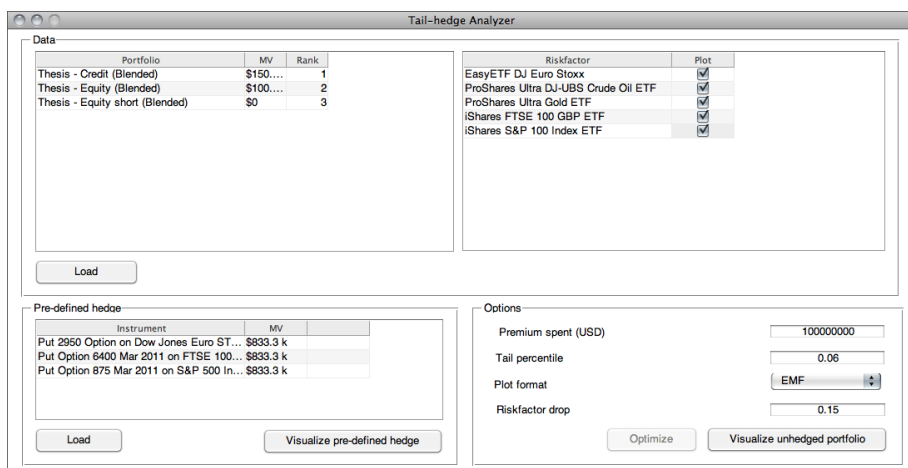 Tail-hedge Analyzer
Data
Portfolio MV Rank
Thesis - Credit (Blended) $150.... 1
Thesis - Equity (Blended) $100.... 2
Thesis - Equity short (Blended) $0 3
Riskfactor Plot
EasyETF DJ Euro Stoxx
ProShares Ultra DJ-UBS Crude Oil ETF
ProShares Ultra Gold ETF
iShares FTSE 100 GBP ETF
iShares S&P 100 Index ETF
Load
Pre-defined hedge
Instrument MV
Put 2950 Option on Dow Jones Euro ST... $833.3 k
Put Option 6400 Mar 2011 on FTSE 100... $833.3 k
Put Option 875 Mar 2011 on S&P 500 In... $833.3 k
Load
Visualize pre-defined hedge
Options
Premium spent (USD) 100000000
Tail percentile 0.06
Plot format EMF
Riskfactor drop 0.15
Optimize
Visualize unhedged portfolio